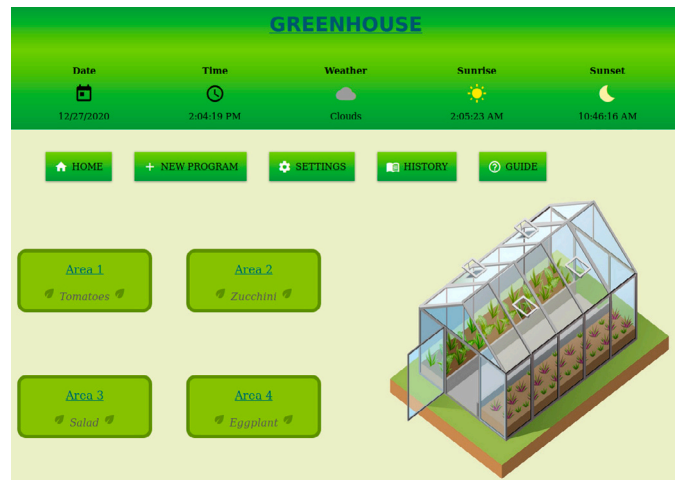 GREENHOUSE
Date Time Weather Sunrise Sunset
12/27/2020 2:04:19 PM Clouds 2:05:23 AM 10:46:16 AM
HOME + NEW PROGRAM SETTINGS HISTORY ? GUIDE
Area 1 Area 2
Tomatoes Zucchini
Area 3 Area 4
Salad Eggplant